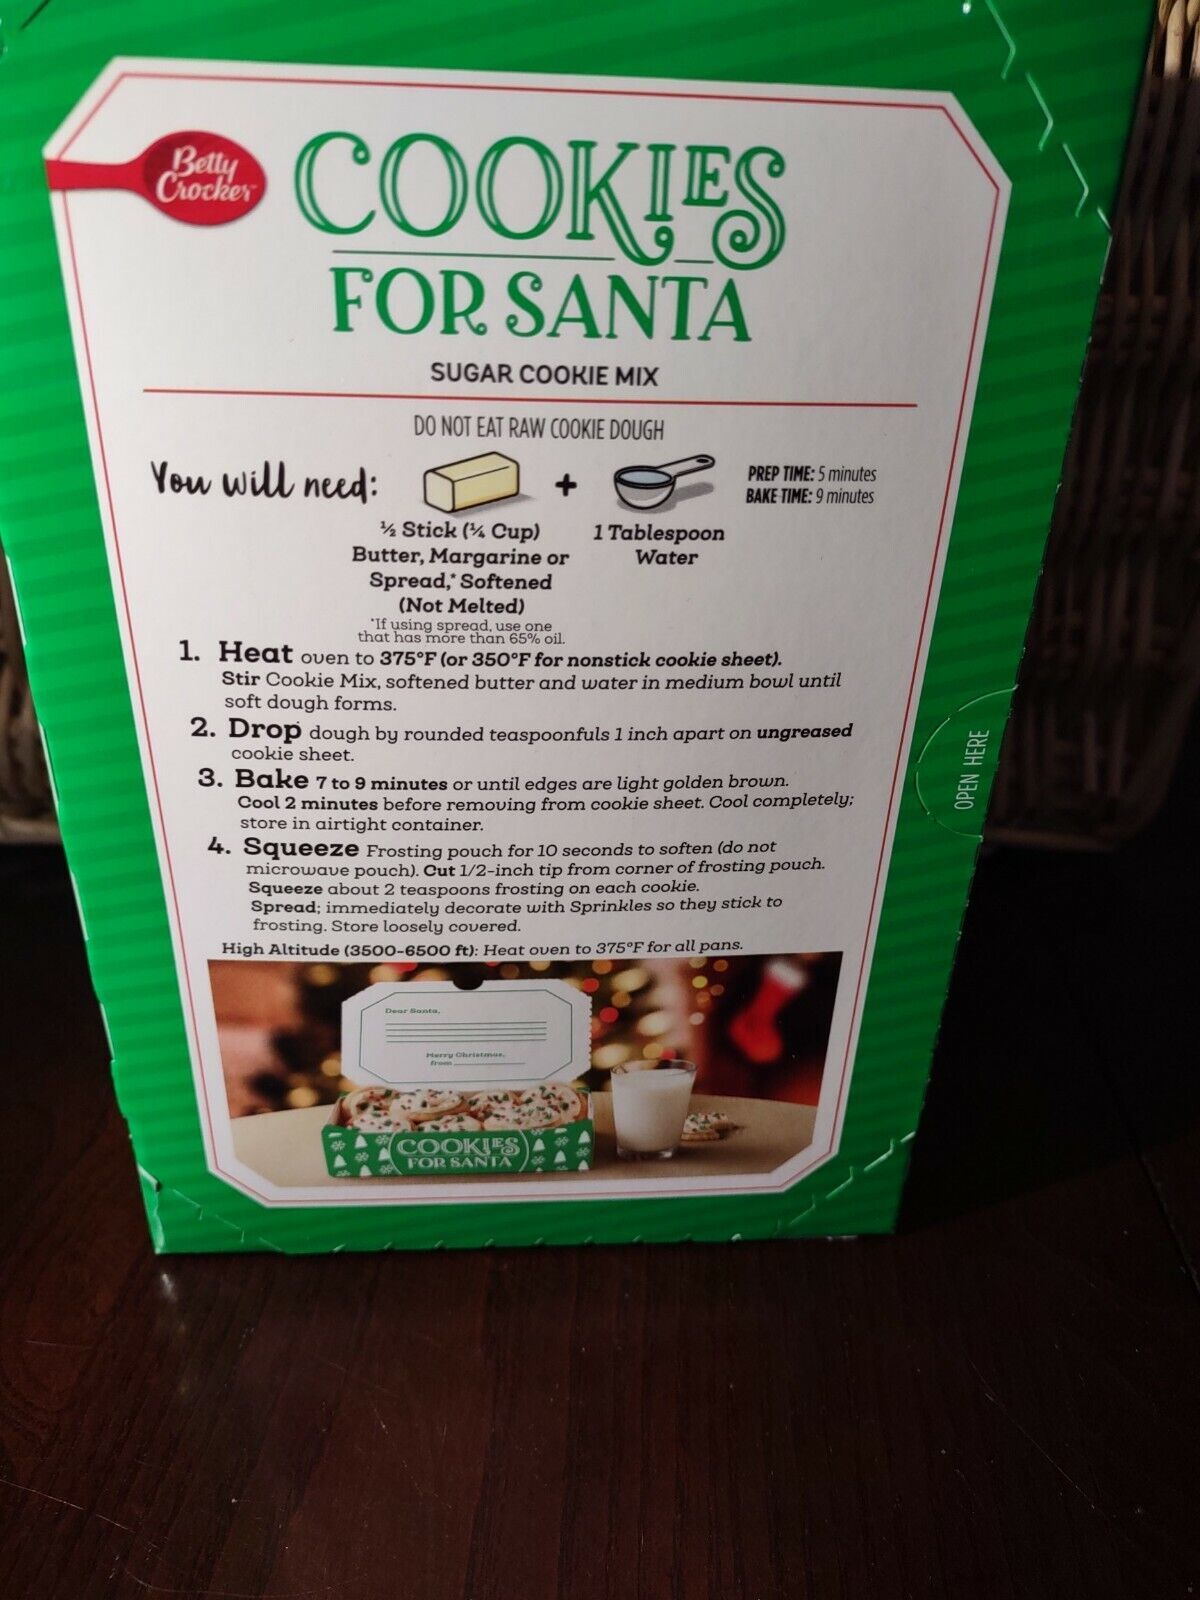 Betty
Crocker™
COOKIES
FOR SANTA
SUGAR COOKIE MIX
DO NOT EAT RAW COOKIE DOUGH
You will need:
+
PREP TIME: 5 minutes
BAKE TIME: 9 minutes
½ Stick (¼ Cup)
Butter, Margarine or
Spread,* Softened
(Not Melted)
*If using spread, use one
that has more than 65% oil.
1 Tablespoon
Water
1. Heat oven to 375°F (or 350°F for nonstick cookie sheet).
Stir Cookie Mix, softened butter and water in medium bowl until
soft dough forms.
2. Drop dough by rounded teaspoonfuls 1 inch apart on ungreased
cookie sheet.
3. Bake 7 to 9 minutes or until edges are light golden brown.
Cool 2 minutes before removing from cookie sheet. Cool completely;
store in airtight container.
4. Squeeze Frosting pouch for 10 seconds to soften (do not
microwave pouch). Cut 1/2-inch tip from corner of frosting pouch.
Squeeze about 2 teaspoons frosting on each cookie.
Spread; immediately decorate with Sprinkles so they stick to
frosting. Store loosely covered.
High Altitude (3500-6500 ft): Heat oven to 375°F for all pans.
OPEN HERE
Dear Santa,
Merry Christmas,
from
COOKIES
FOR SANTA